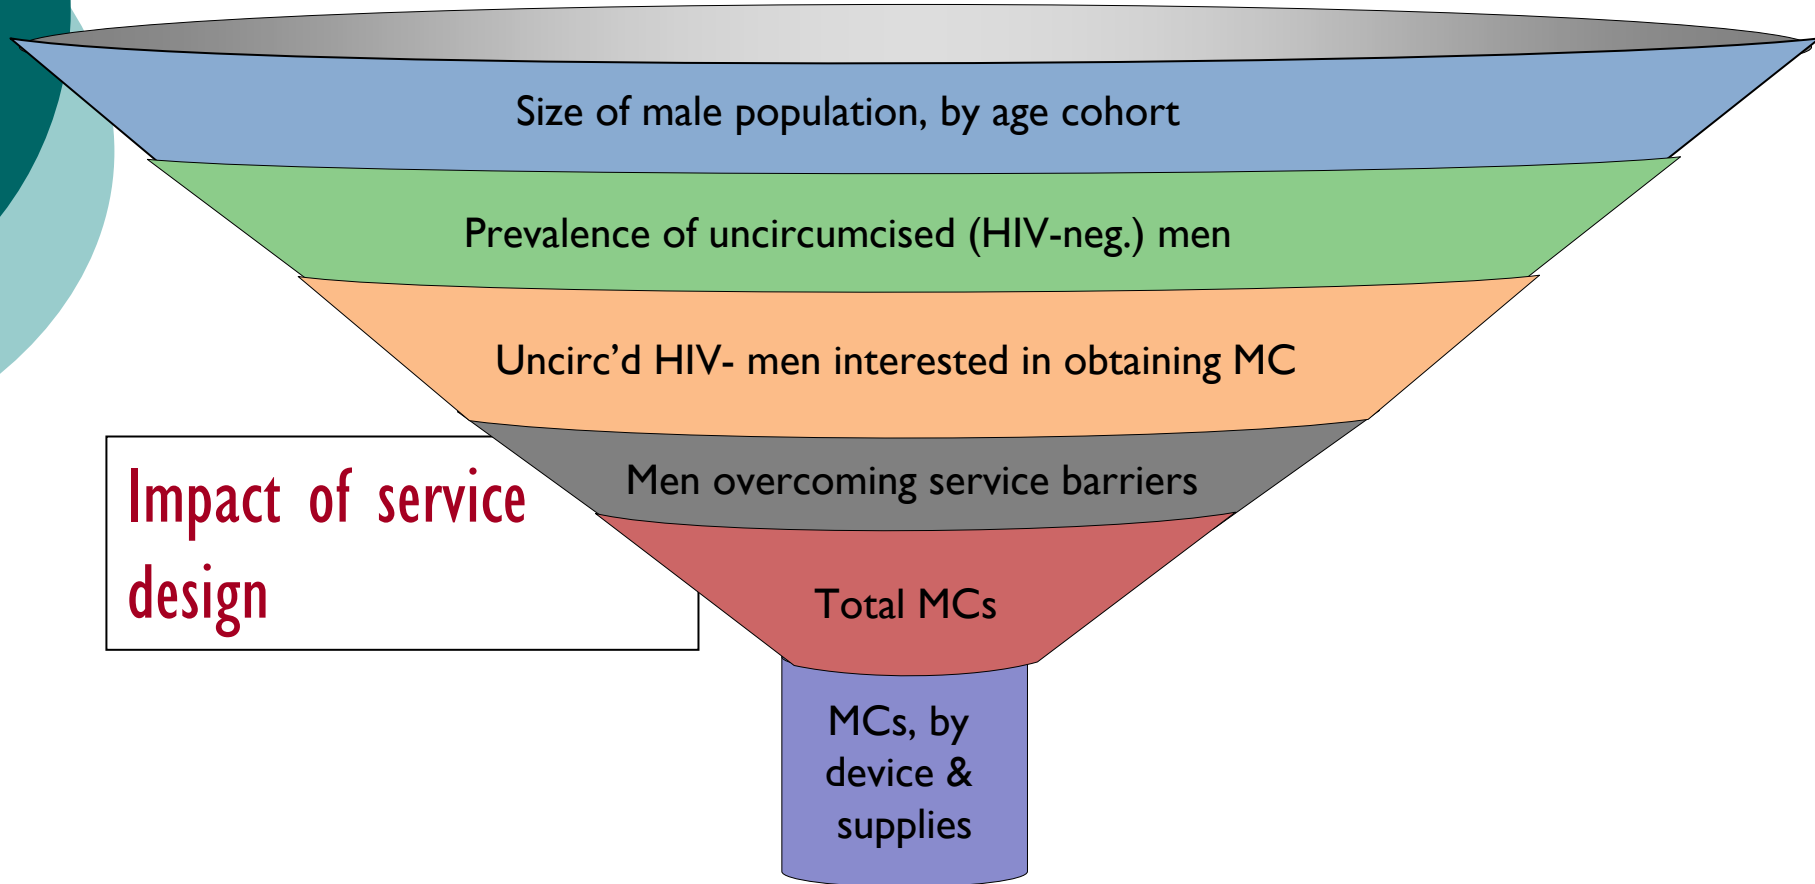 Size of male population, by age cohort
Prevalence of uncircumcised (HIV-neg.) men
Uncirc’d HIV- men interested in obtaining MC
Men overcoming service barriers
Impact of service
design
Total MCs
MCs, by
device &
supplies